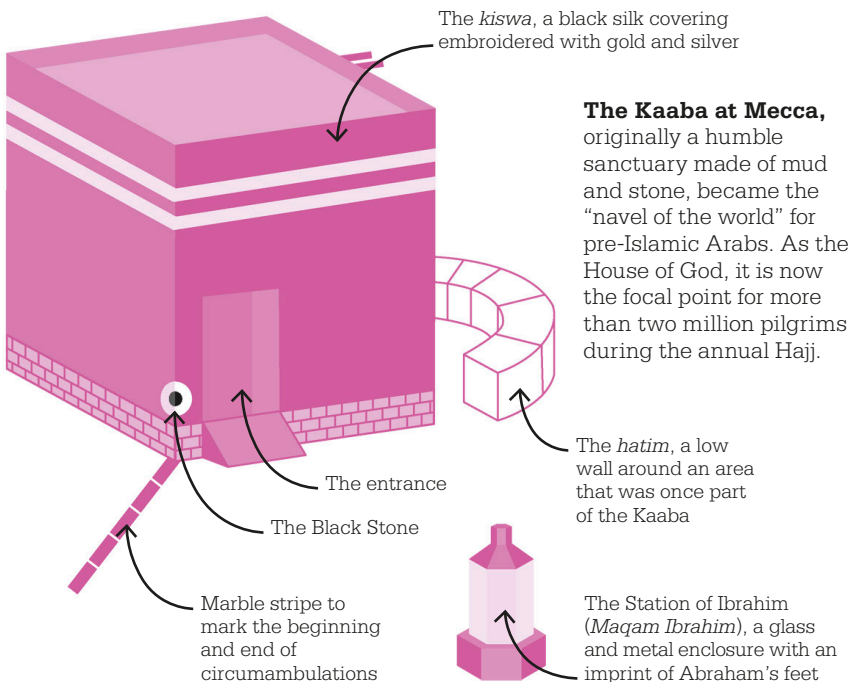 The kiswa, a black silk covering
embroidered with gold and silver
The Kaaba at Mecca,
originally a humble
sanctuary made of mud
and stone, became the
“navel of the world” for
pre-Islamic Arabs. As the
House of God, it is now
the focal point for more
than two million pilgrims
during the annual Hajj.
The hatim, a low
wall around an area
that was once part
of the Kaaba
The entrance
The Black Stone
Marble stripe to
mark the beginning
and end of
circumambulations
The Station of Ibrahim
(Maqam Ibrahim), a glass
and metal enclosure with an
imprint of Abraham’s feet